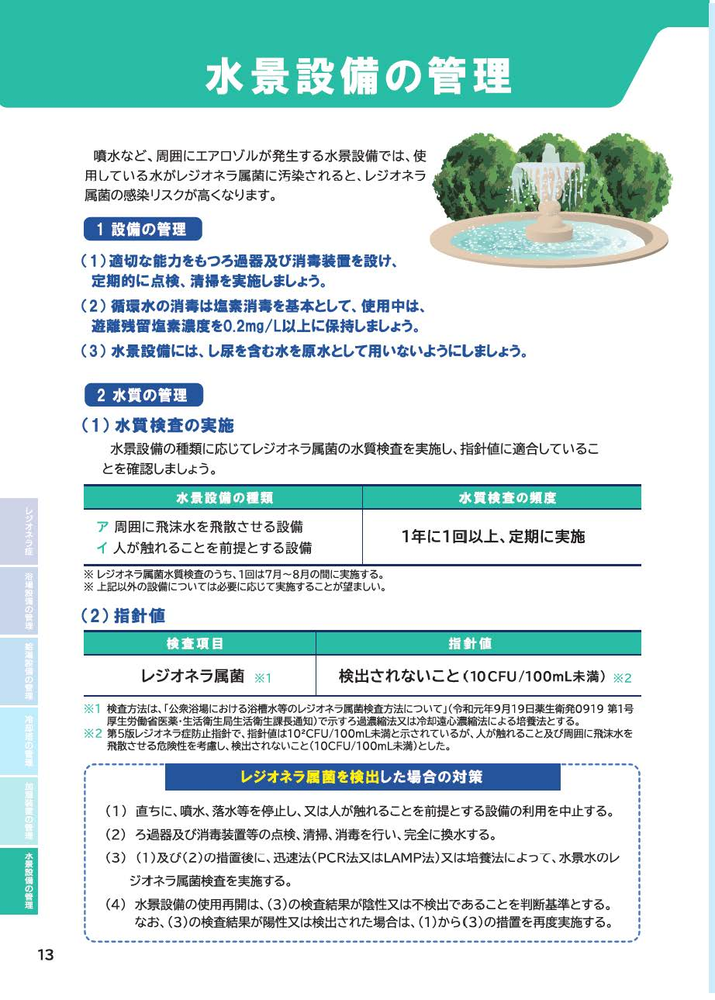 水景設備の管理
噴水など、周囲にエアロゾルが発生する水景設備では、使
用している水がレジオネラ属菌に汚染されると、レジオネラ
属菌の感染リスクが高くなります。
1 設備の管理
（1）適切な能力をもつろ過器及び消毒装置を設け、
定期的に点検、清掃を実施しましょう。
（2）循環水の消毒は塩素消毒を基本として、使用中は、
遊離残留塩素濃度を0.2mg/L以上に保持しましょう。
（3）水景設備には、し尿を含む水を原水として用いないようにしましょう。
2 水質の管理
（1）水質検査の実施
水景設備の種類に応じてレジオネラ属菌の水質検査を実施し、指針値に適合しているこ
とを確認しましょう。
水景設備の種類 水質検査の頻度
ア 周囲に飛沫水を飛散させる設備
イ 人が触れることを前提とする設備
1年に1回以上、定期に実施
※ レジオネラ属菌水質検査のうち、1回は7月～8月の間に実施する。
※ 上記以外の設備については必要に応じて実施することが望ましい。
（2）指針値
検査項目 指針値
レジオネラ属菌 ※1 検出されないこと（10CFU/100mL未満）※2
※1 検査方法は、「公衆浴場における浴槽水等のレジオネラ属菌検査方法について」（令和元年9月19日薬生衛発0919 第1号
厚生労働省医薬・生活衛生局生活衛生課長通知）で示すろ過濃縮法又は冷却遠心濃縮法による培養法とする。
※2 第5版レジオネラ症防止指針で、指針値は10²CFU/100mL未満と示されているが、人が触れること及び周囲に飛沫水を
飛散させる危険性を考慮し、検出されないこと（10CFU/100mL未満）とした。
レジオネラ属菌を検出した場合の対策
（1） 直ちに、噴水、落水等を停止し、又は人が触れることを前提とする設備の利用を中止する。
（2） ろ過器及び消毒装置等の点検、清掃、消毒を行い、完全に換水する。
（3） （1）及び（2）の措置後に、迅速法（PCR法又はLAMP法）又は培養法によって、水景水のレ
ジオネラ属菌検査を実施する。
（4） 水景設備の使用再開は、（3）の検査結果が陰性又は不検出であることを判断基準とする。
なお、（3）の検査結果が陽性又は検出された場合は、（1）から（3）の措置を再度実施する。
レジオネラ症
浴場設備の管理
給湯設備の管理
冷却塔の管理
加湿装置の管理
水景設備の管理
13